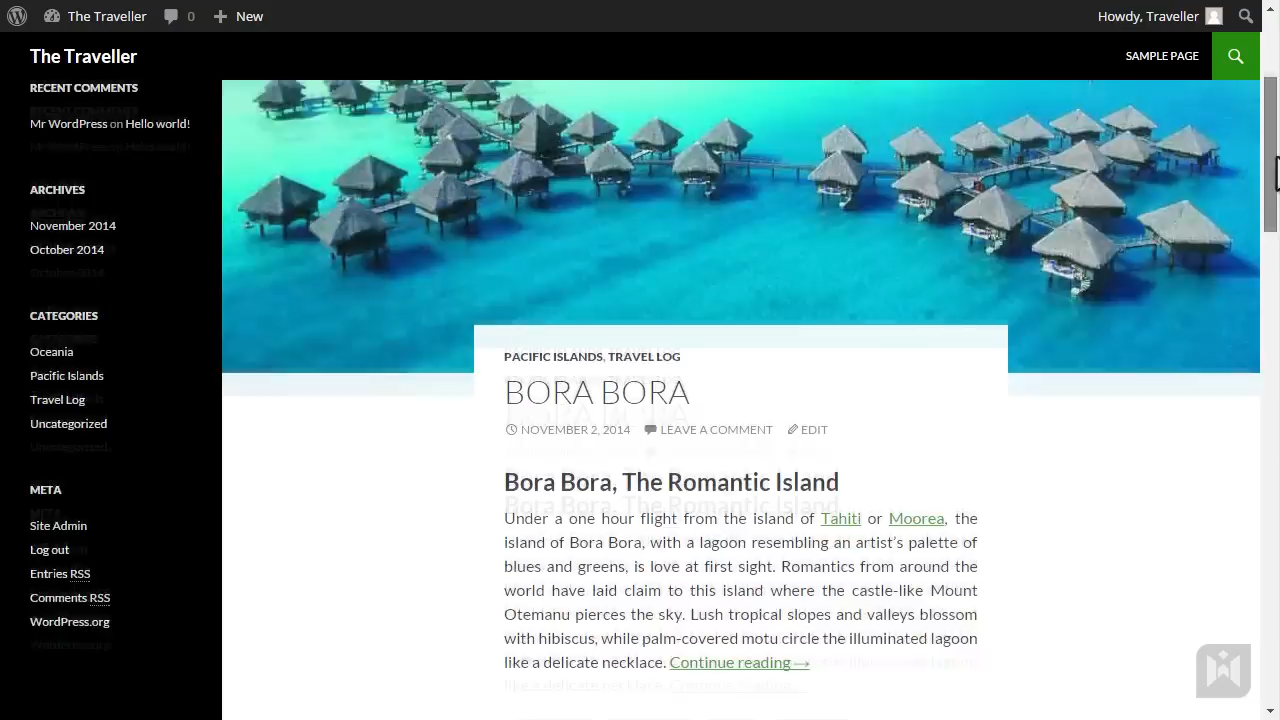 The Traveller 0 New Howdy, Traveller
The Traveller SAMPLE PAGE
RECENT COMMENTS
Mr WordPress on Hello world!
ARCHIVES
November 2014
October 2014
CATEGORIES
Oceania
Pacific Islands
Travel Log
Uncategorized
META
Site Admin
Log out
Entries RSS
Comments RSS
WordPress.org
PACIFIC ISLANDS, TRAVEL LOG
BORA BORA
NOVEMBER 2, 2014 LEAVE A COMMENT EDIT
Bora Bora, The Romantic Island
Under a one hour flight from the island of Tahiti or Moorea, the
island of Bora Bora, with a lagoon resembling an artist’s palette of
blues and greens, is love at first sight. Romantics from around the
world have laid claim to this island where the castle-like Mount
Otemanu pierces the sky. Lush tropical slopes and valleys blossom
with hibiscus, while palm-covered motu circle the illuminated lagoon
like a delicate necklace. Continue reading →